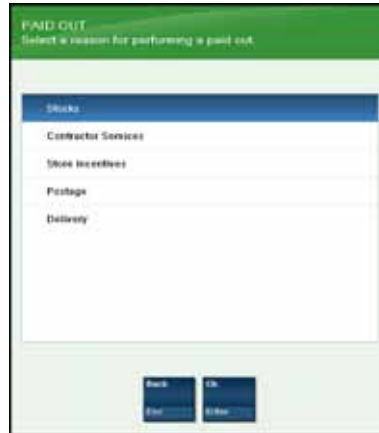 PAID OUT
Select a reason for performing a paid out.
Stocks
Contractor Services
Store Incentives
Postage
Delivery
Back
Ok
Esc
Enter